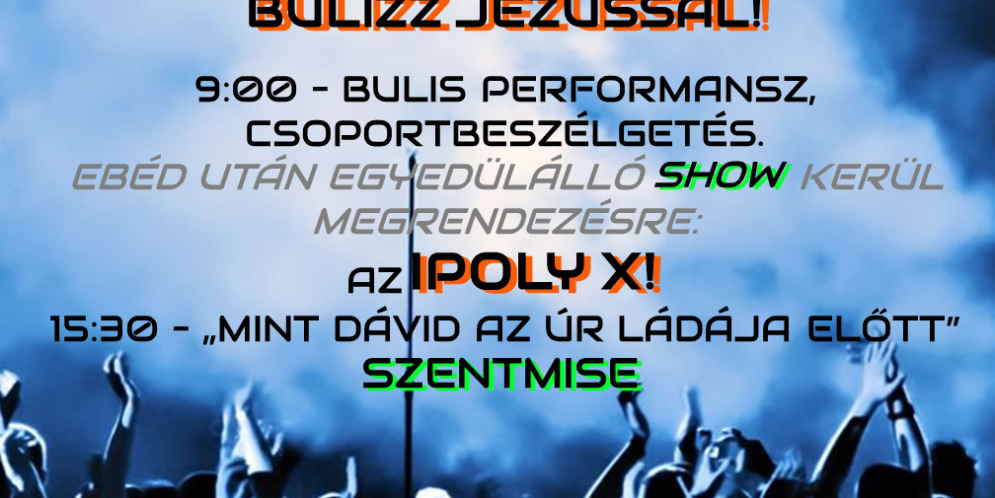 BULIZZ JÉZUSSAL!
9:00 - BULIS PERFORMANSZ,
CSOPORTBESZÉLGETÉS.
EBÉD UTÁN EGYEDÜLÁLLÓ SHOW KERÜL
MEGRENDEZÉSRE:
AZ IPOLY X!
15:30 - „MINT DÁVID AZ ÚR LÁDÁJA ELŐTT”
SZENTMISE